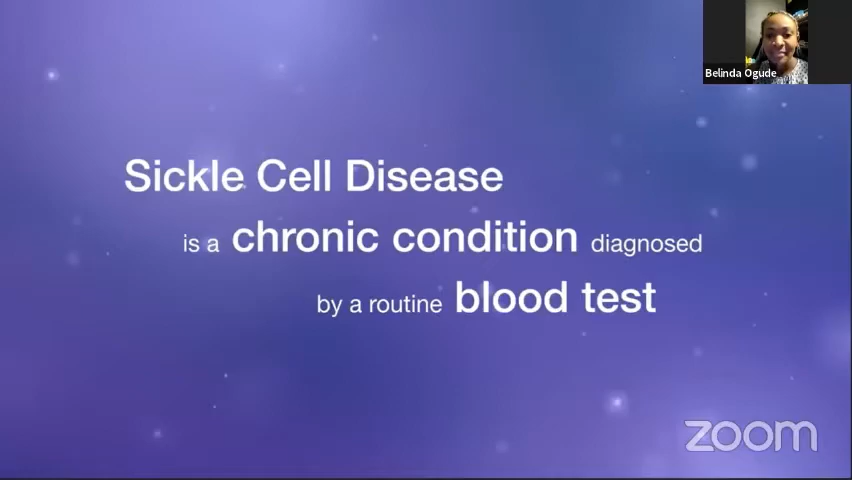 Belinda Ogude
Sickle Cell Disease
is a chronic condition diagnosed
by a routine blood test
zoom